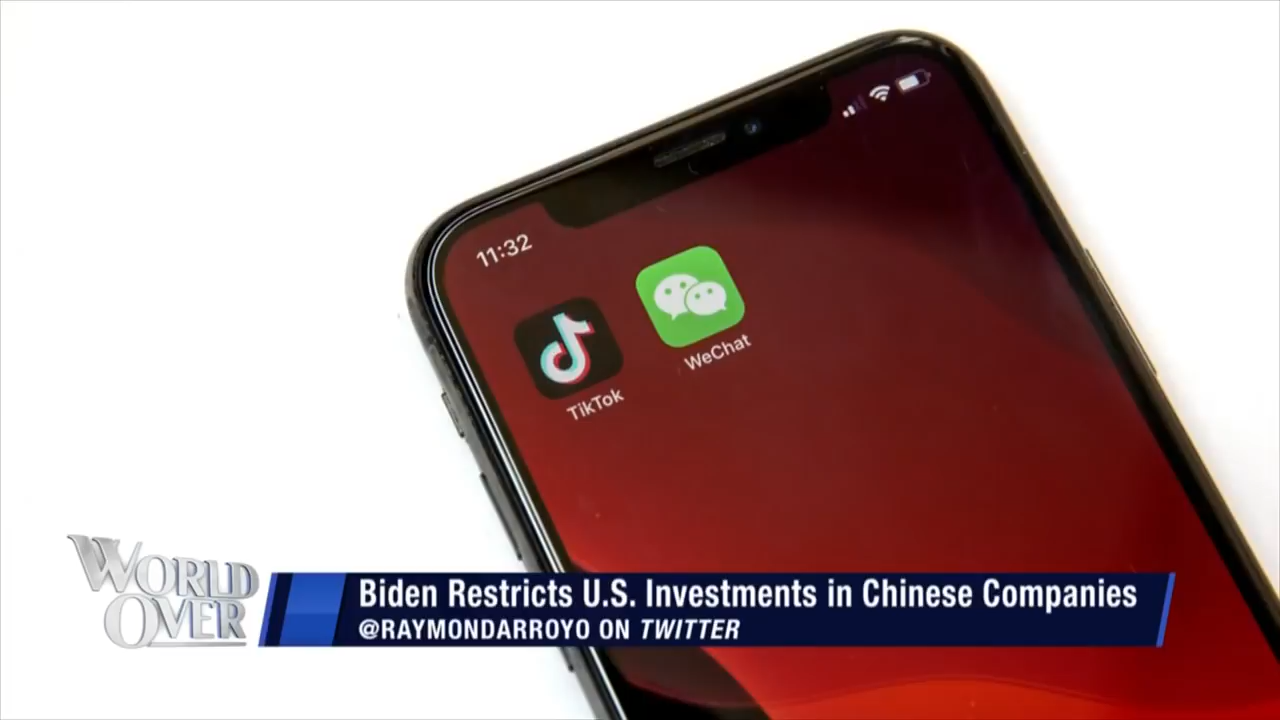 11:32
TikTok
WeChat
WORLD
OVER
Biden Restricts U.S. Investments in Chinese Companies
@RAYMONDARROYO ON TWITTER